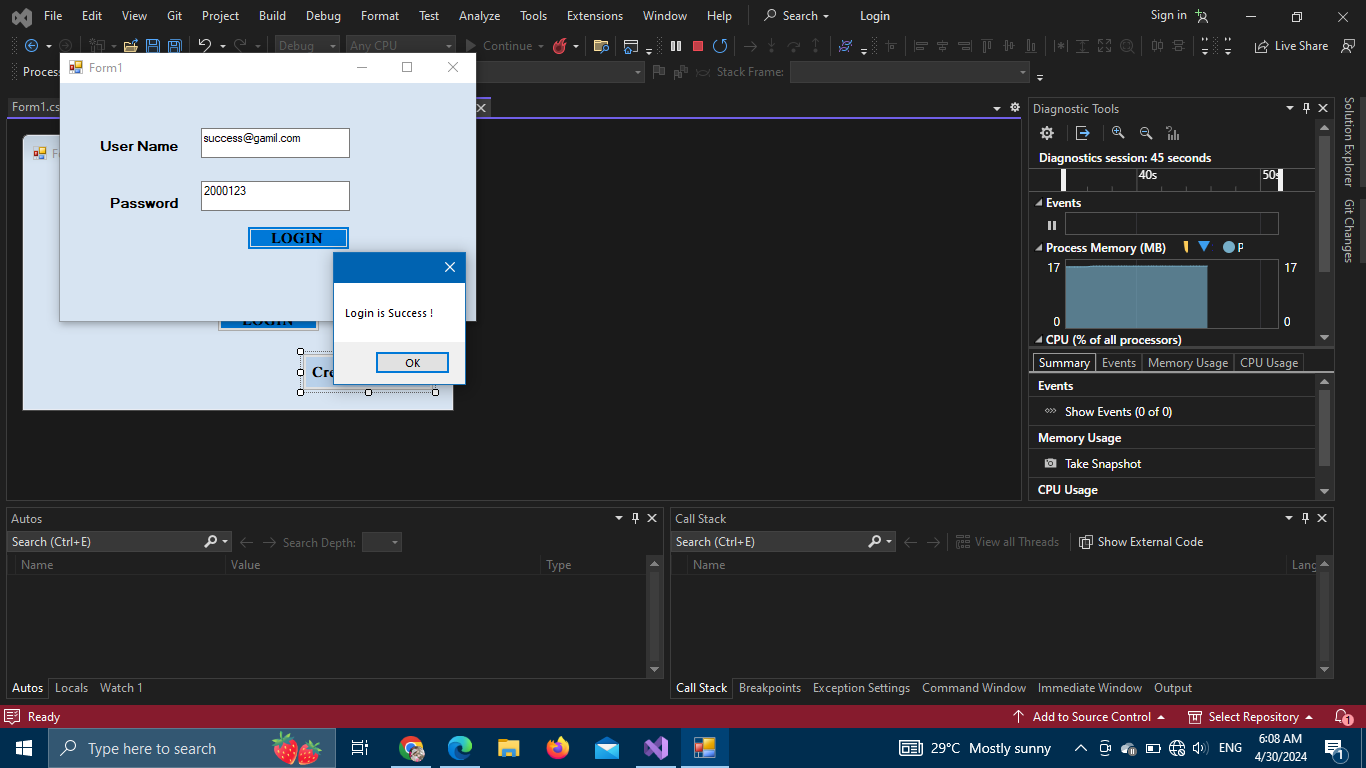 File Edit View Git Project Build Debug Format Test Analyze Tools Extensions Window Help Search Login Sign in
Debug Any CPU Continue Live Share
Process Stack Frame:
Form1
Form1.cs
User Name success@gamil.com
Password 2000123
LOGIN
Login is Success !
OK
LOGIN
Cre
Diagnostic Tools
Diagnostics session: 45 seconds
40s 50s
Events
Process Memory (MB) P
17 17
0 0
CPU (% of all processors)
Summary Events Memory Usage CPU Usage
Events
Show Events (0 of 0)
Memory Usage
Take Snapshot
CPU Usage
Solution Explorer
Git Changes
Autos
Search (Ctrl+E) Search Depth:
Name Value Type
Autos Locals Watch 1
Call Stack
Search (Ctrl+E) View all Threads Show External Code
Name Lang
Call Stack Breakpoints Exception Settings Command Window Immediate Window Output
Ready Add to Source Control Select Repository 1
Type here to search 29°C Mostly sunny ENG 6:08 AM
4/30/2024 1